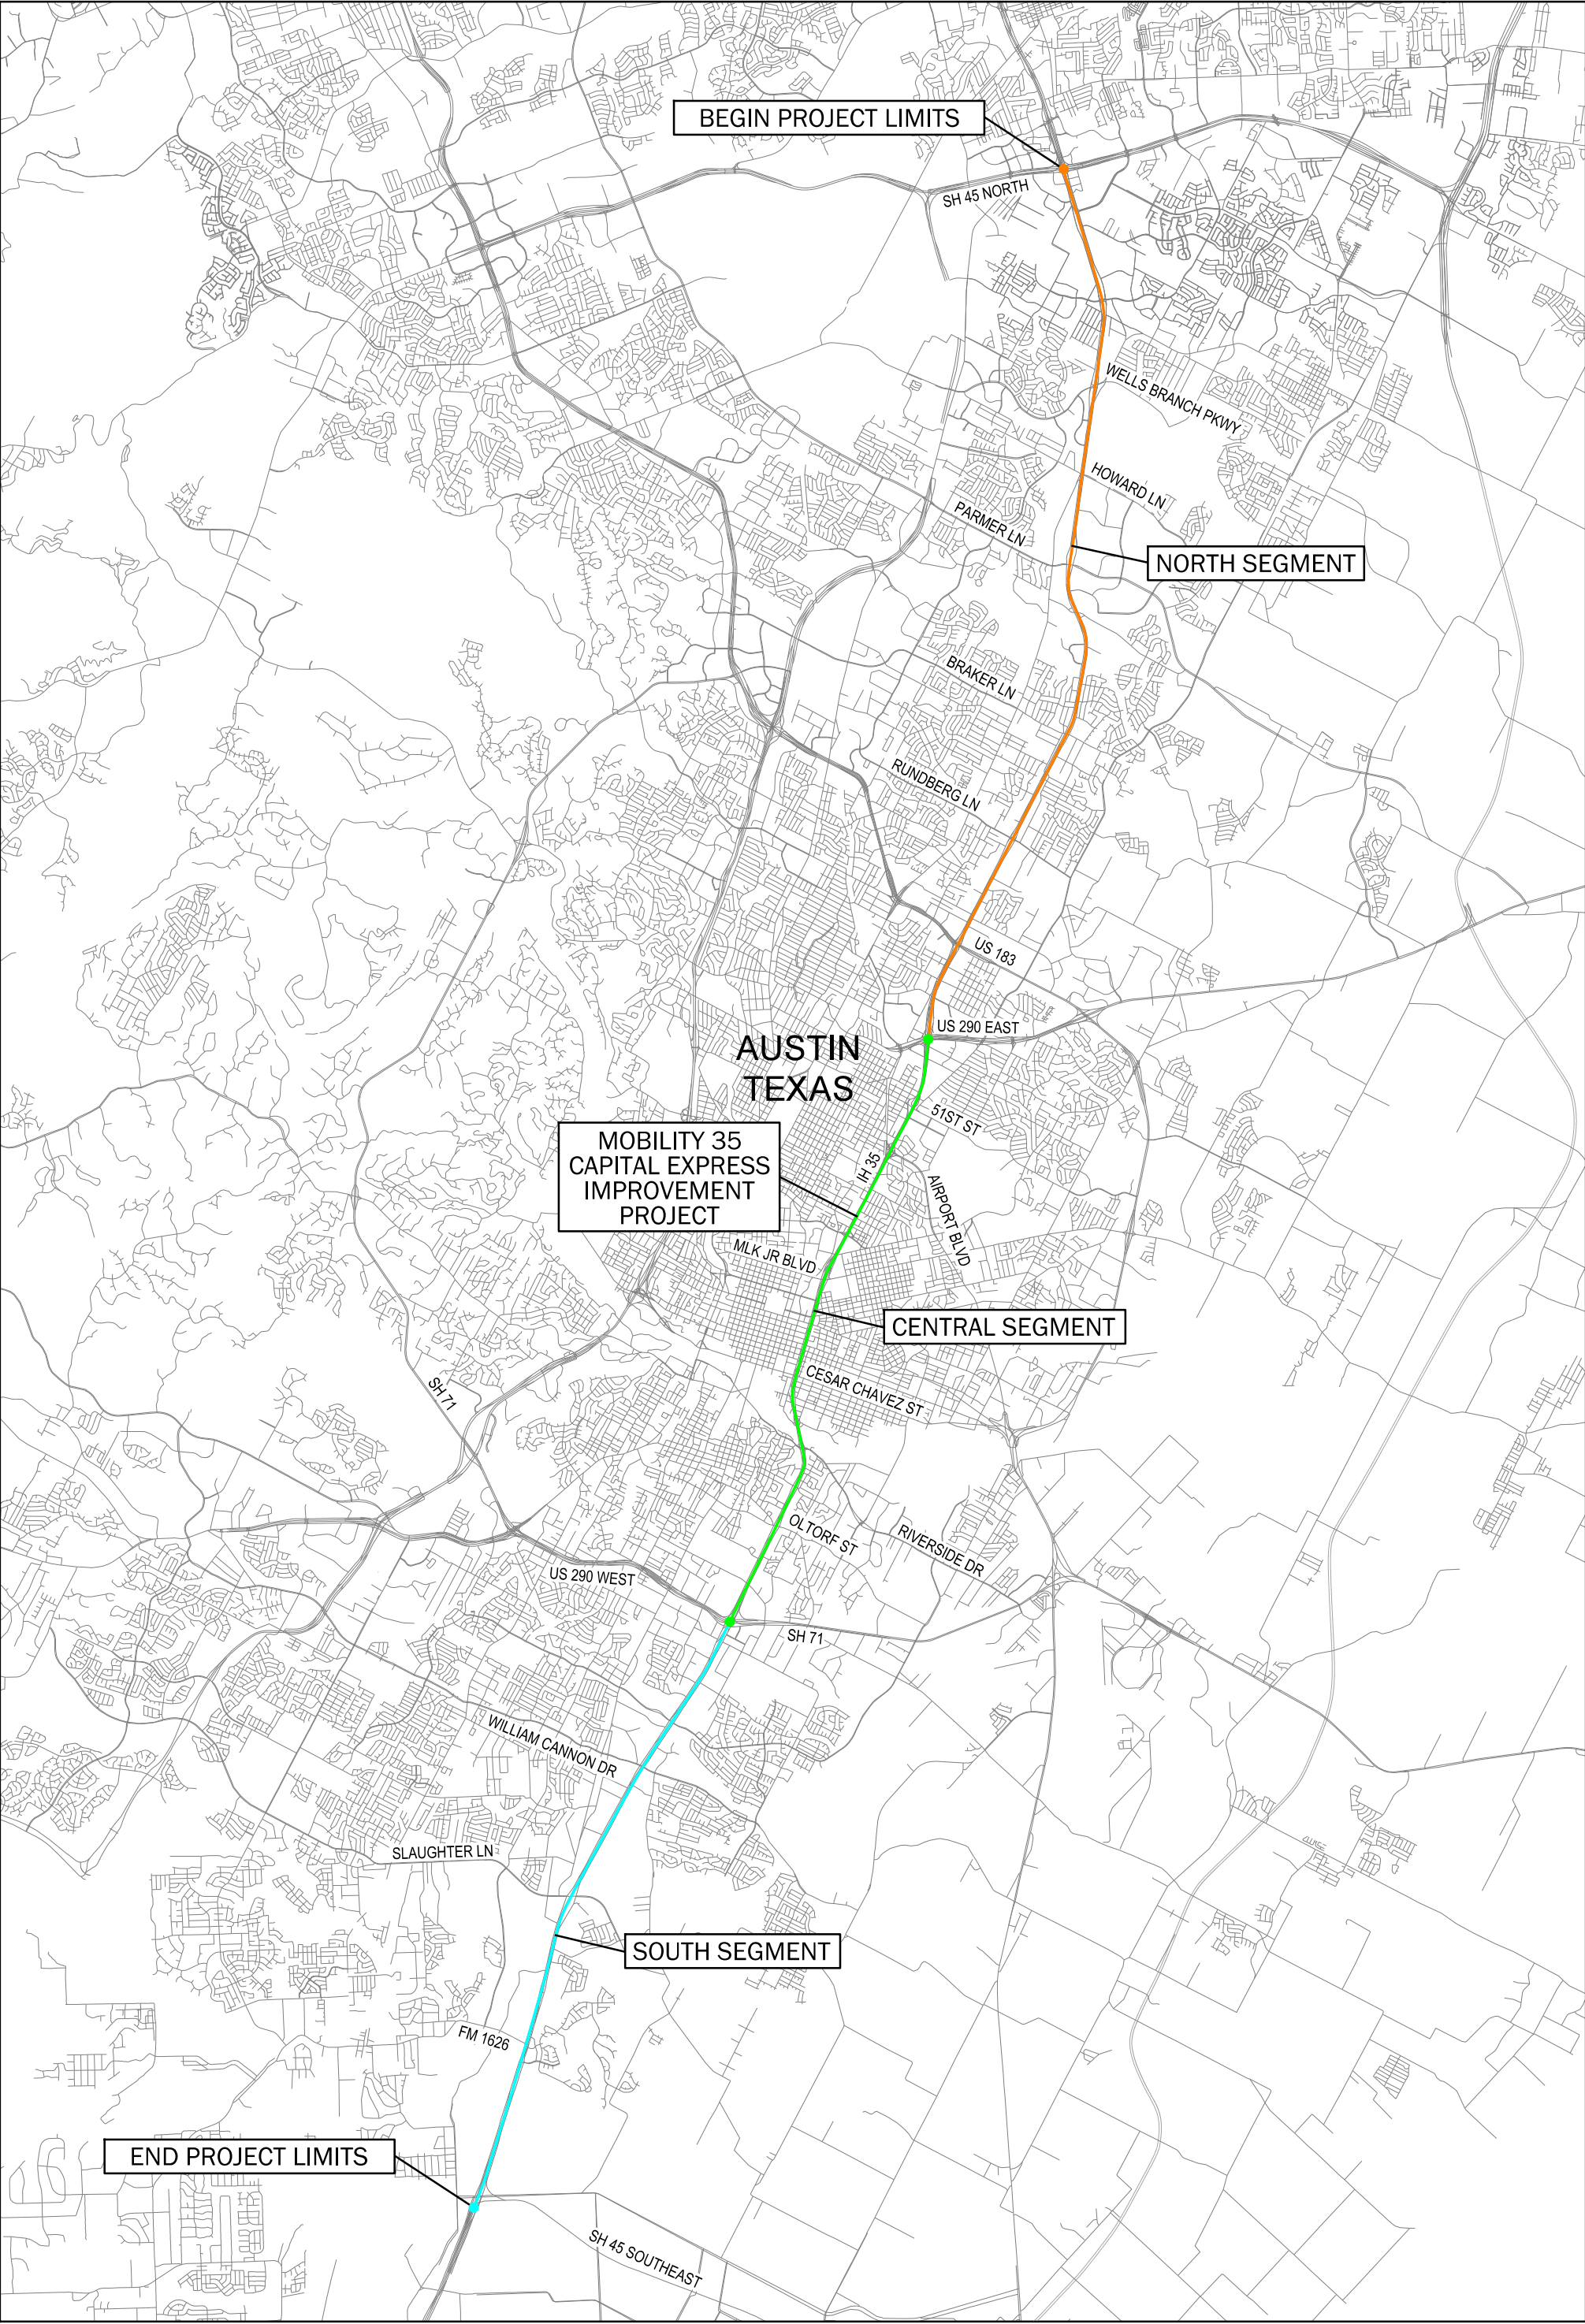 BEGIN PROJECT LIMITS
SH 45 NORTH
WELLS BRANCH PKWY
HOWARD LN
PARMER LN
NORTH SEGMENT
BRAKER LN
RUNDBERG LN
US 183
US 290 EAST
AUSTIN
TEXAS
51ST ST
MOBILITY 35
CAPITAL EXPRESS
IMPROVEMENT
PROJECT
IH 35
AIRPORT BLVD
MLK JR BLVD
CENTRAL SEGMENT
CESAR CHAVEZ ST
SH 71
OLTORF ST
RIVERSIDE DR
US 290 WEST
SH 71
WILLIAM CANNON DR
SLAUGHTER LN
SOUTH SEGMENT
FM 1626
END PROJECT LIMITS
SH 45 SOUTHEAST